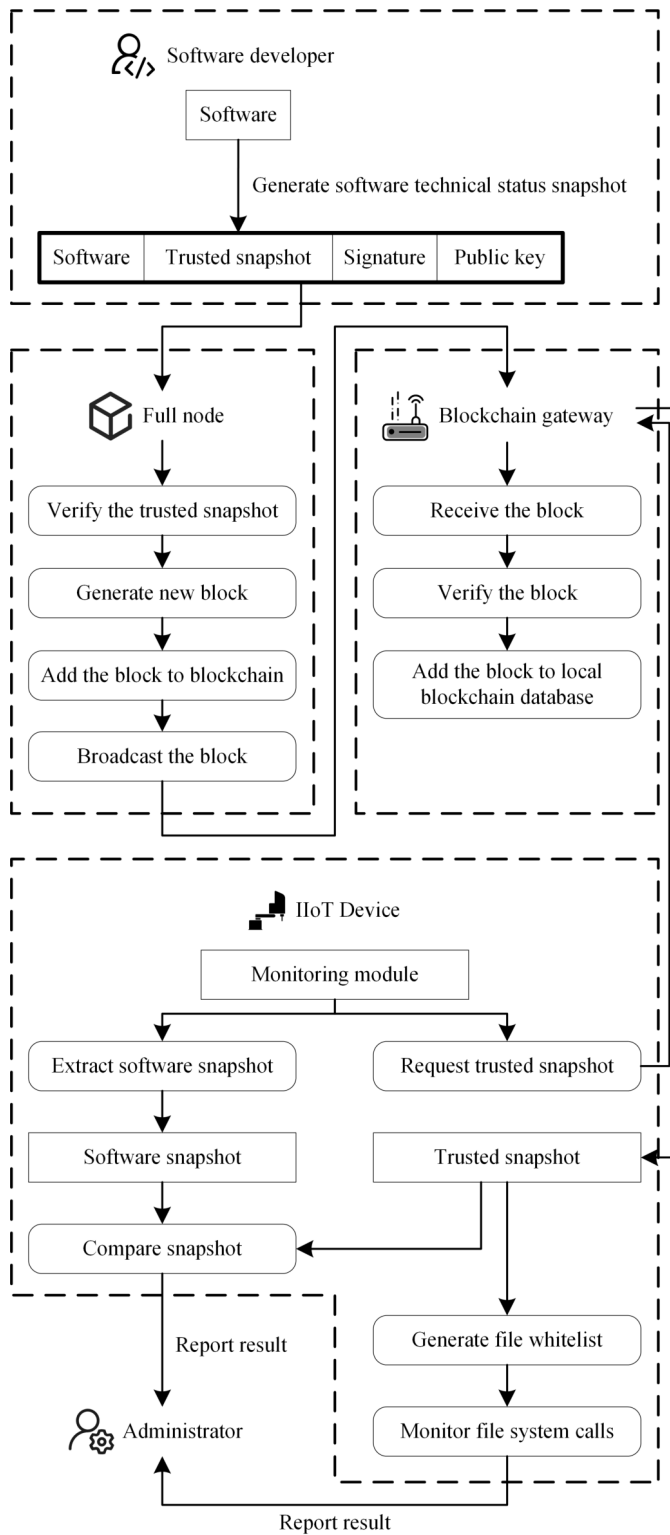 Software developer
Software
Generate software technical status snapshot
Software
Trusted snapshot
Signature
Public key
Full node
Verify the trusted snapshot
Generate new block
Add the block to blockchain
Broadcast the block
Blockchain gateway
Receive the block
Verify the block
Add the block to local
blockchain database
IIoT Device
Monitoring module
Extract software snapshot
Request trusted snapshot
Software snapshot
Trusted snapshot
Compare snapshot
Generate file whitelist
Report result
Administrator
Monitor file system calls
Report result